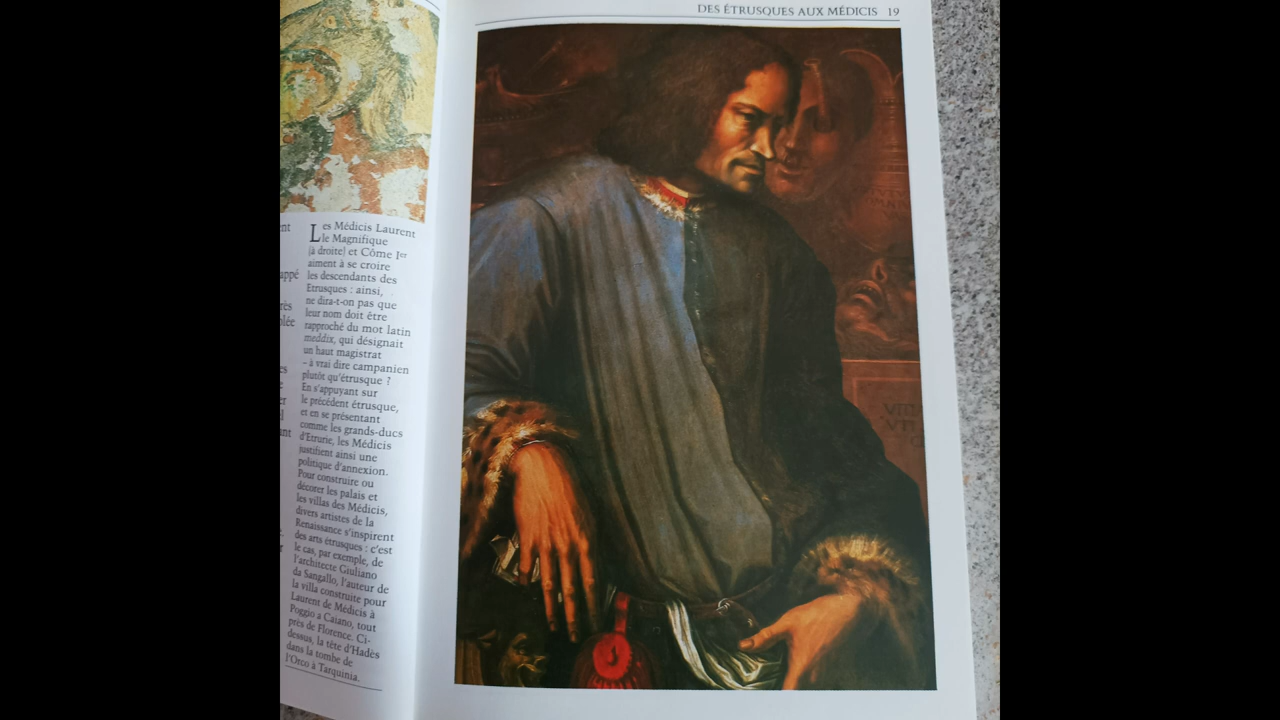 DES ÉTRUSQUES AUX MÉDICIS 19
Les Médicis Laurent
le Magnifique
(à droite) et Côme Ier
aiment à se croire
les descendants des
Etrusques : ainsi,
ne dira-t-on pas que
leur nom doit être
rapproché du mot latin
meddix, qui désignait
un haut magistrat
– à vrai dire campanien
plutôt qu'étrusque ?
En s'appuyant sur
le précédent étrusque,
et en se présentant
comme les grands-ducs
d'Etrurie, les Médicis
justifient ainsi une
politique d'annexion.
Pour construire ou
décorer les palais et
les villas des Médicis,
divers artistes de la
Renaissance s'inspirent
des arts étrusques : c'est
le cas, par exemple, de
l'architecte Giuliano
da Sangallo, l'auteur de
la villa construite pour
Laurent de Médicis à
Poggio a Caiano, tout
près de Florence. Ci-
dessus, la tête d'Hadès
dans la tombe de
l'Orco à Tarquinia.